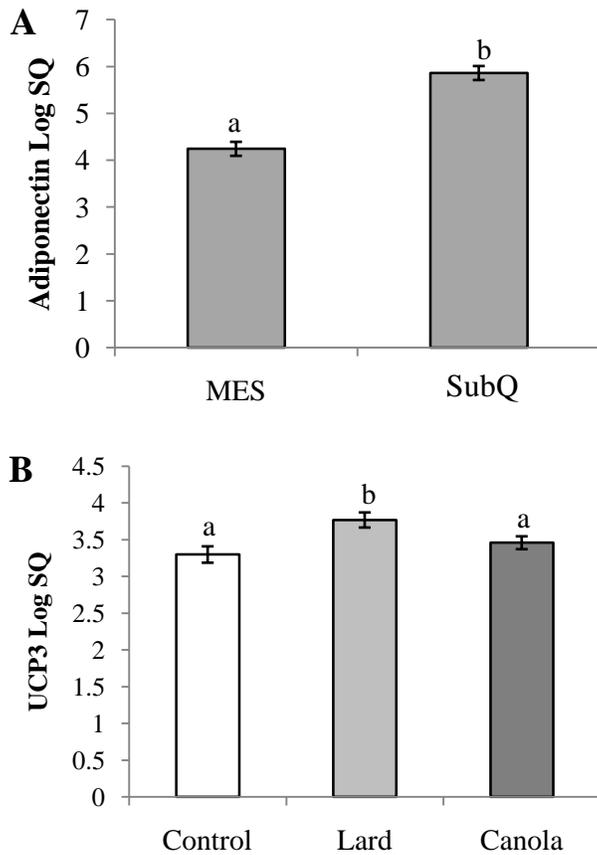 A
Adiponectin Log SQ
7
6
5
4
3
2
1
0
a
b
MES
SubQ
B
UCP3 Log SQ
4.5
4
3.5
3
2.5
2
1.5
1
0.5
0
a
b
a
Control
Lard
Canola